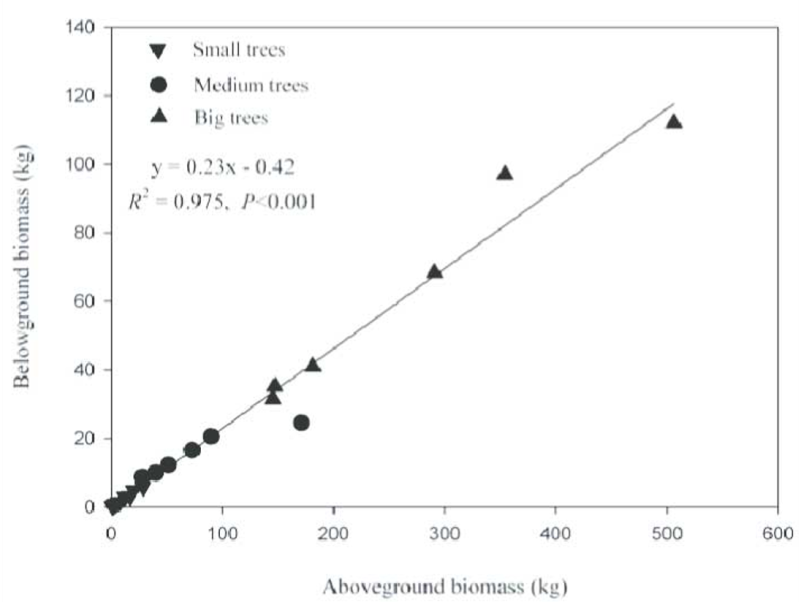 140
120
100
80
60
40
20
0
Belowground biomass (kg)
Small trees
Medium trees
Big trees
y = 0.23x - 0.42
R² = 0.975, P<0.001
0 100 200 300 400 500 600
Aboveground biomass (kg)